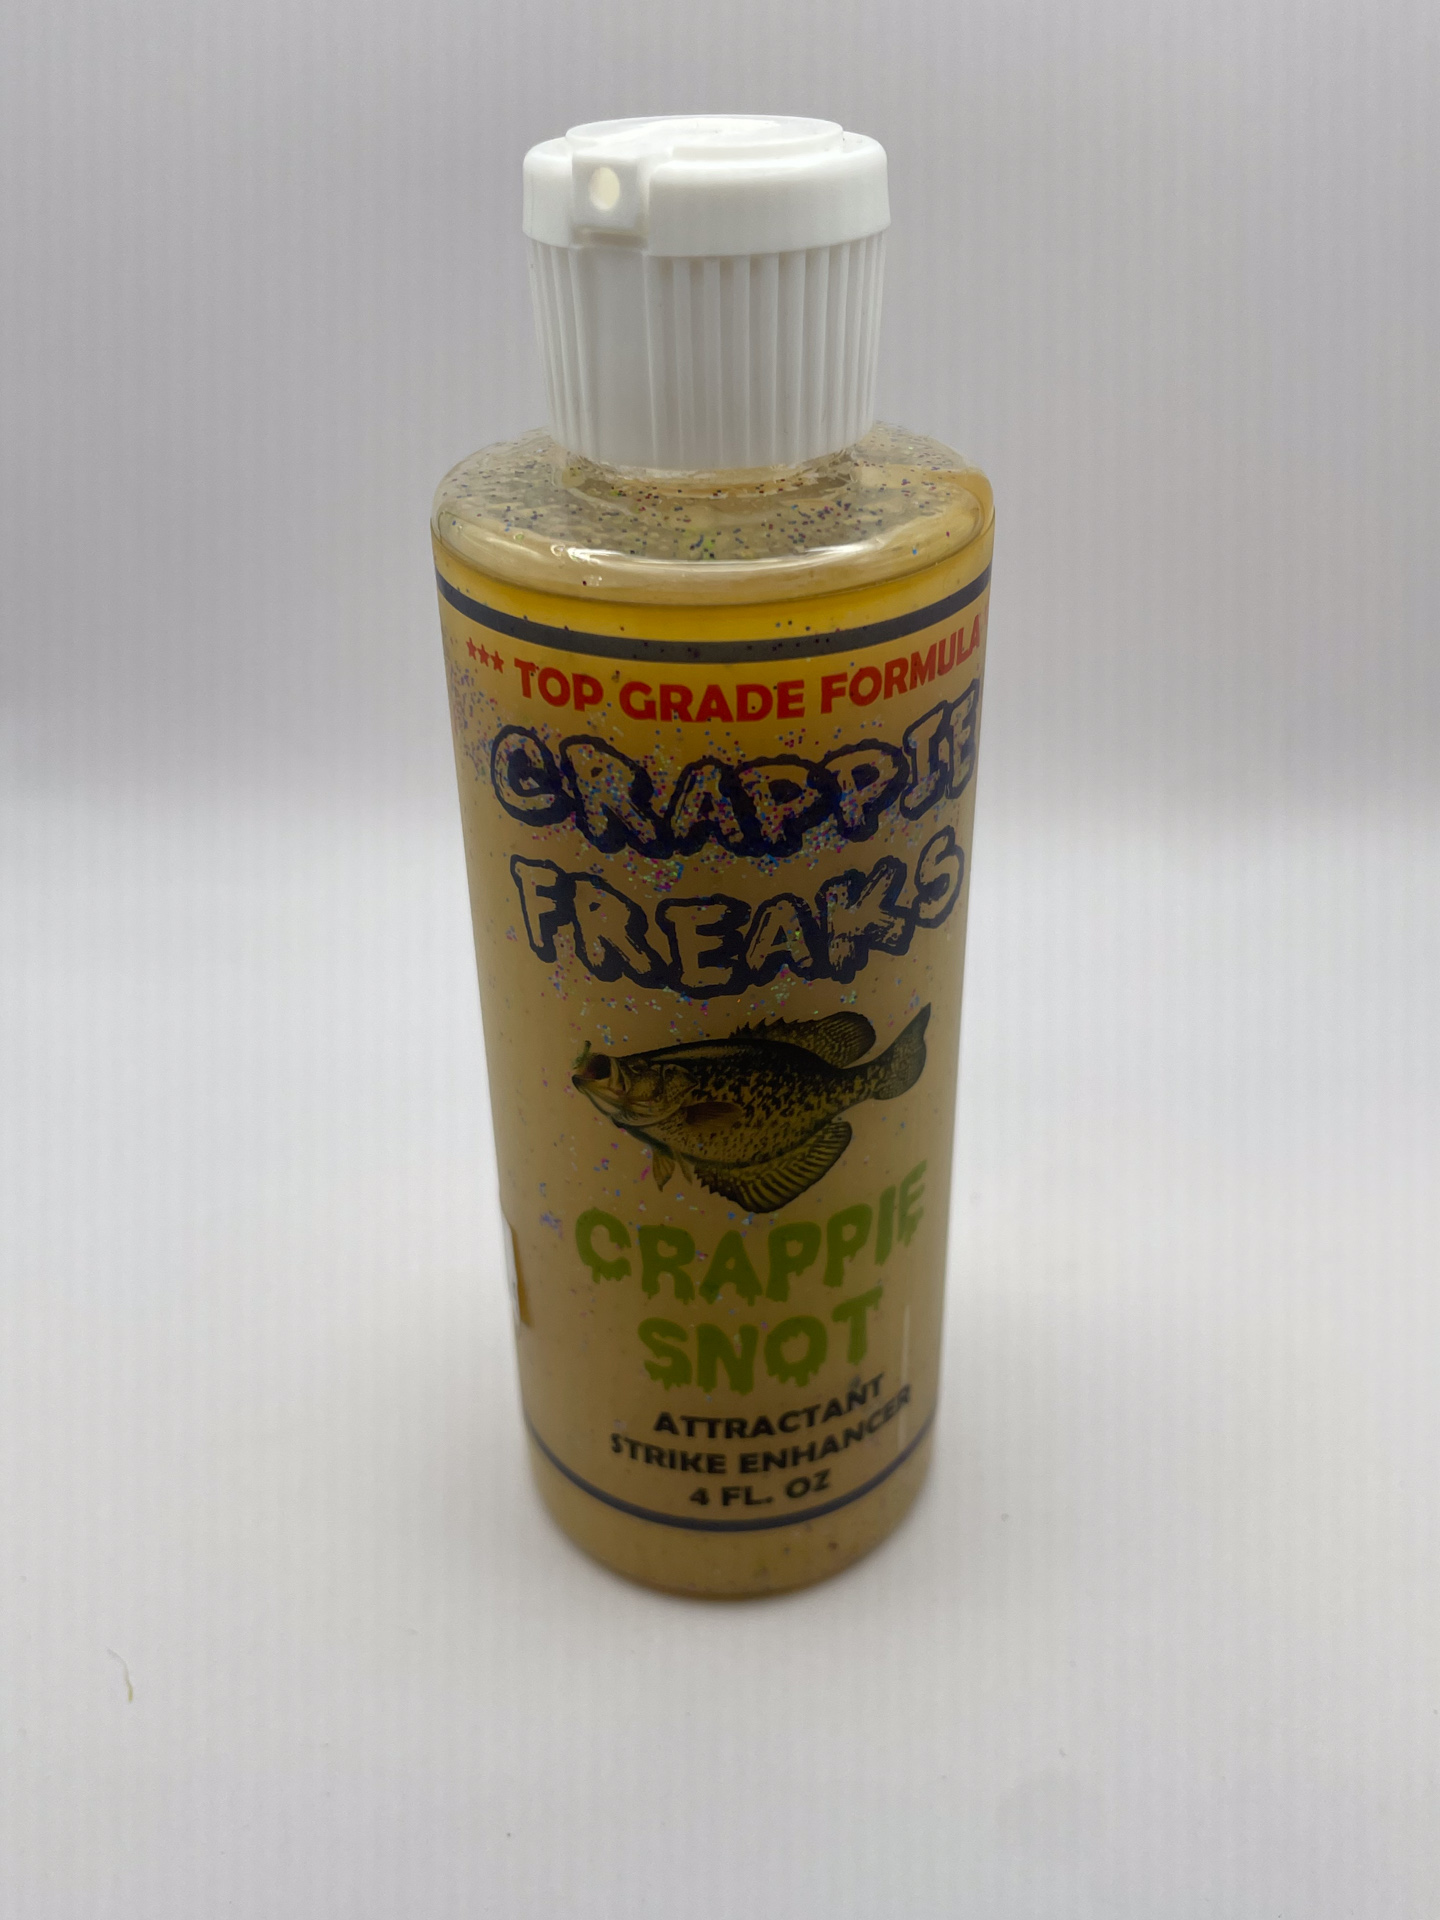 *** TOP GRADE FORMULA
CRAPPIE
FREAKS
CRAPPIE
SNOT
ATTRACTANT
STRIKE ENHANCER
4 FL. OZ